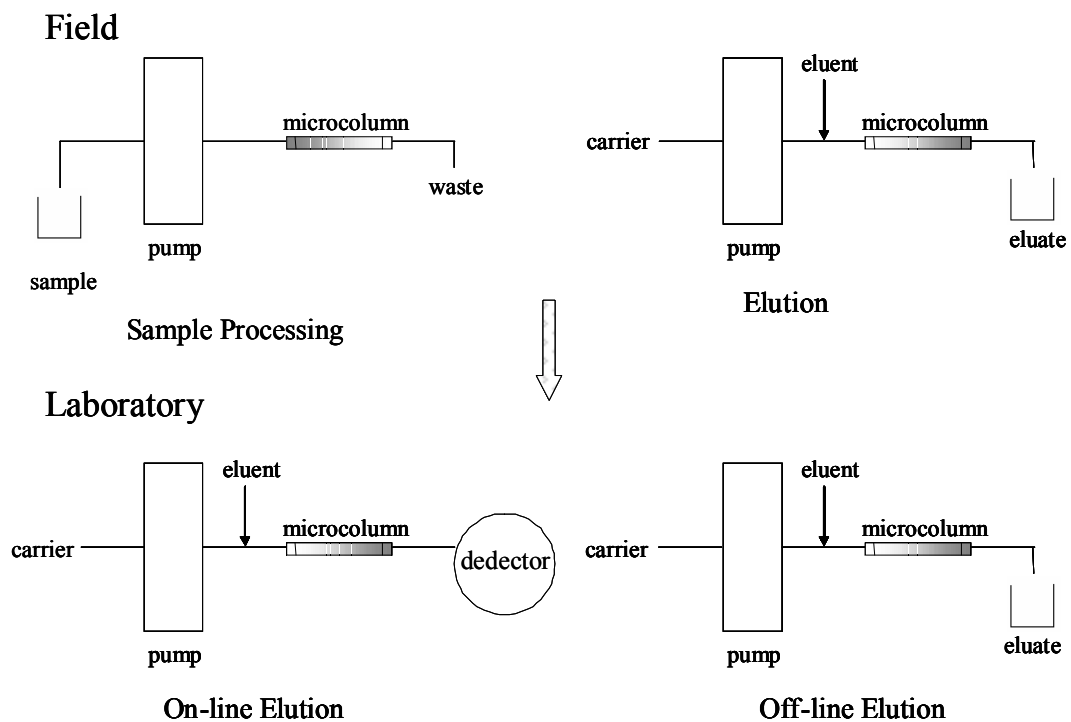 Field
pump
microcolumn
waste
sample
Sample Processing
eluent
carrier
microcolumn
pump
eluate
Elution
Laboratory
eluent
carrier
microcolumn
dedector
pump
On-line Elution
eluent
carrier
microcolumn
pump
eluate
Off-line Elution